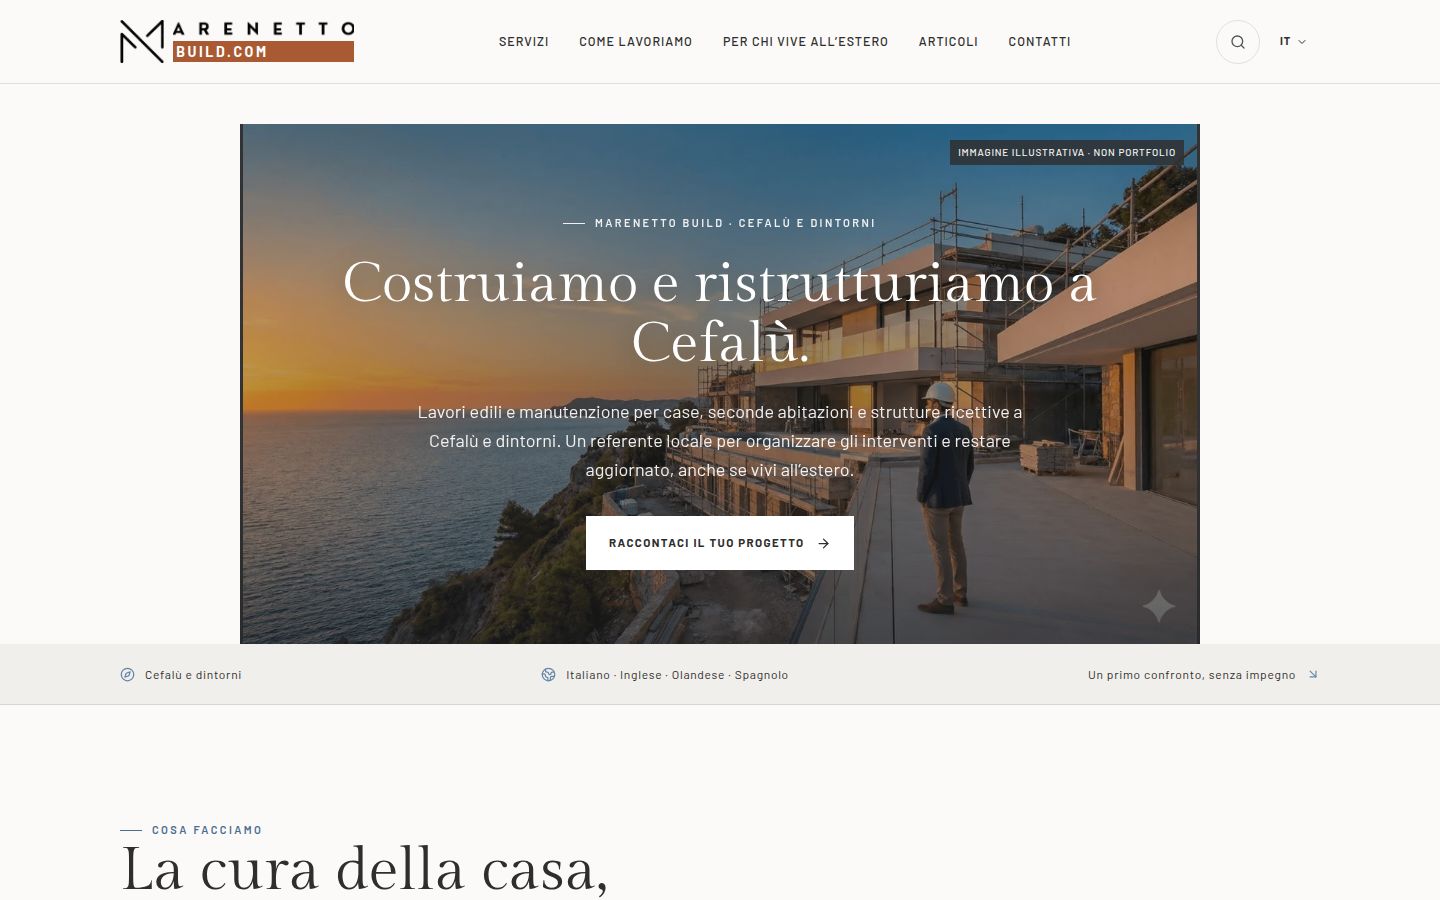 MARENETTO
BUILD.COM
SERVIZI
COME LAVORIAMO
PER CHI VIVE ALL’ESTERO
ARTICOLI
CONTATTI
IT
IMMAGINE ILLUSTRATIVA · NON PORTFOLIO
MARENETTO BUILD · CEFALÙ E DINTORNI
Costruiamo e ristrutturiamo a
Cefalù.
Lavori edili e manutenzione per case, seconde abitazioni e strutture ricettive a
Cefalù e dintorni. Un referente locale per organizzare gli interventi e restare
aggiornato, anche se vivi all’estero.
RACCONTACI IL TUO PROGETTO
Cefalù e dintorni
Italiano · Inglese · Olandese · Spagnolo
Un primo confronto, senza impegno
COSA FACCIAMO
La cura della casa,